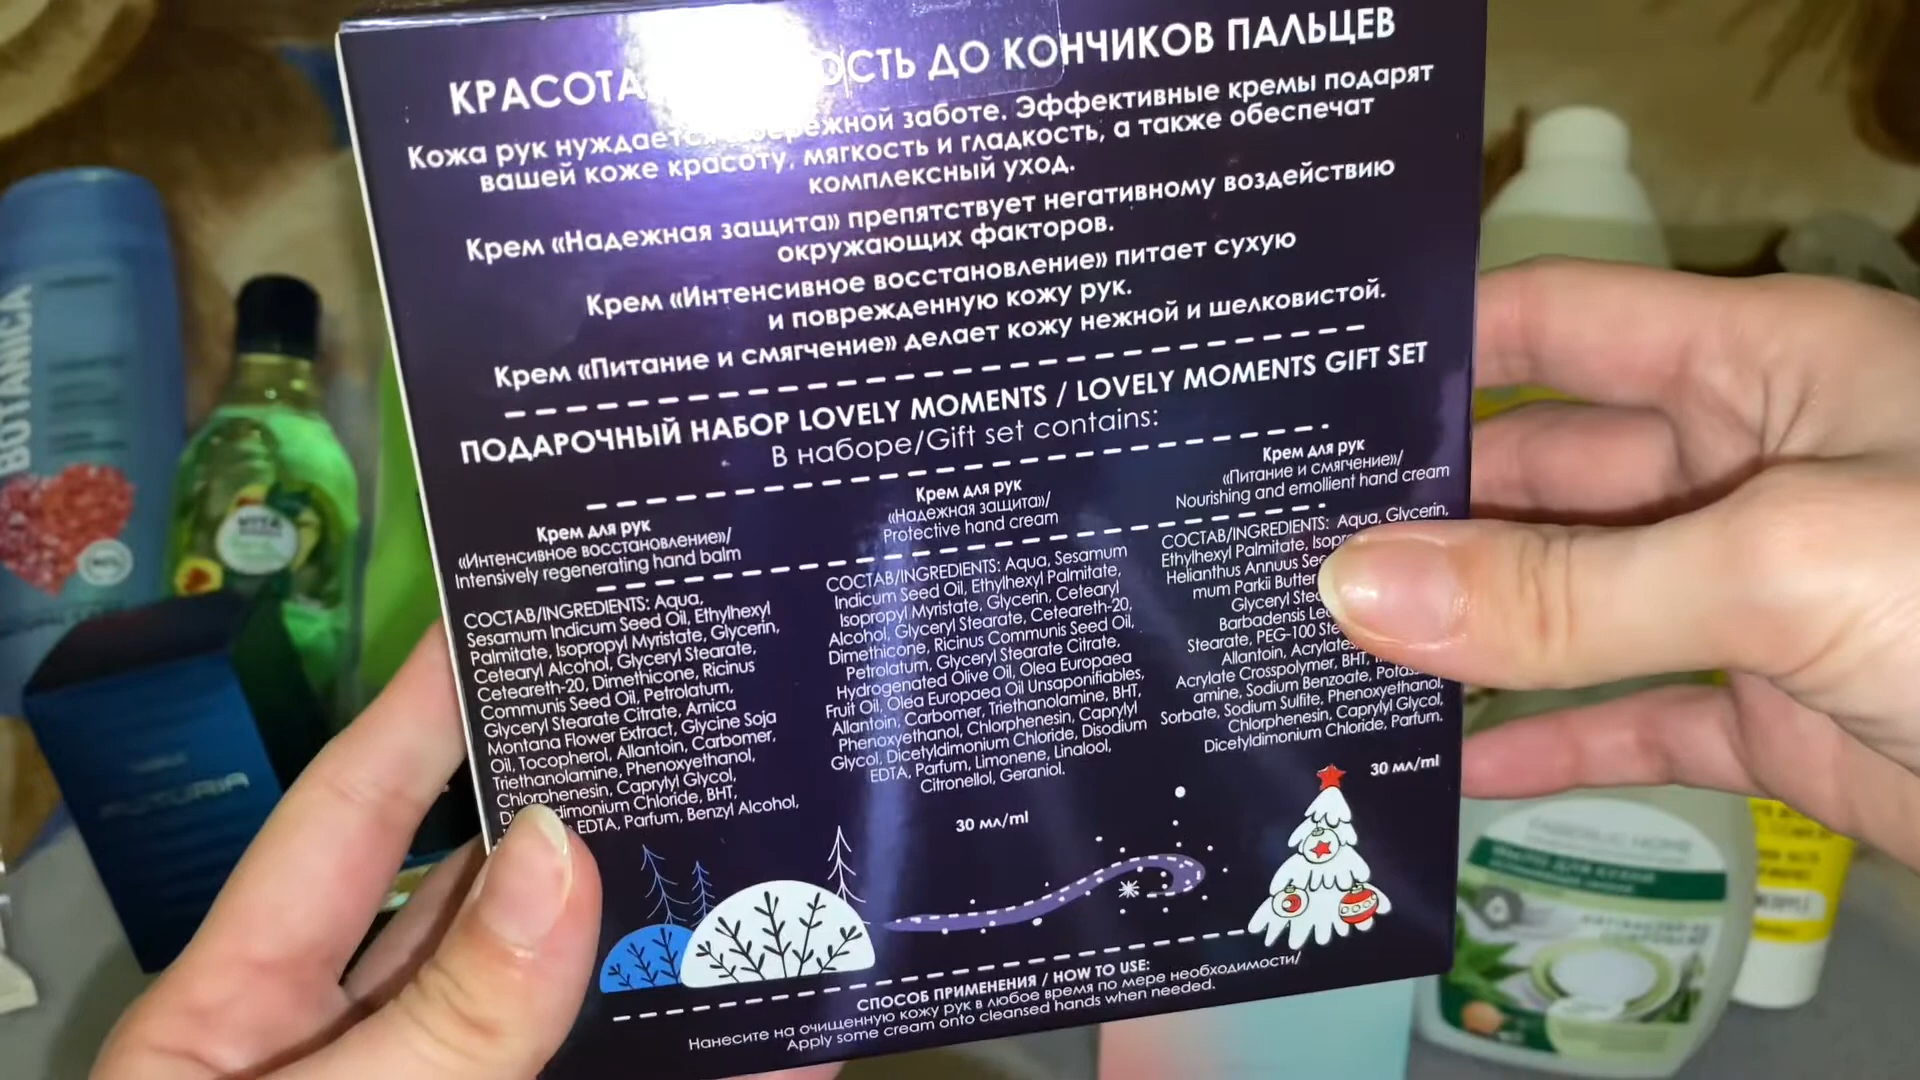 КРАСОТА ДО КОНЧИКОВ ПАЛЬЦЕВ
Кожа рук нуждается заботе. Эффективные кремы подарят
вашей коже красоту, мягкость и гладкость, а также обеспечат
комплексный уход.
Крем «Надежная защита» препятствует негативному воздействию
окружающих факторов.
Крем «Интенсивное восстановление» питает сухую
и поврежденную кожу рук.
Крем «Питание и смягчение» делает кожу нежной и шелковистой.
ПОДАРОЧНЫЙ НАБОР LOVELY MOMENTS / LOVELY MOMENTS GIFT SET
В наборе/Gift set contains:
Крем для рук
«Интенсивное восстановление»/
Intensively regenerating hand balm
СОСТАВ/INGREDIENTS: Aqua,
Sesamum Indicum Seed Oil, Ethylhexyl
Palmitate, Isopropyl Myristate, Glycerin,
Cetearyl Alcohol, Glyceryl Stearate,
Ceteareth-20, Dimethicone, Ricinus
Communis Seed Oil, Petrolatum,
Glyceryl Stearate Citrate, Arnica
Montana Flower Extract, Glycine Soja
Oil, Tocopherol, Allantoin, Carbomer,
Triethanolamine, Phenoxyethanol,
Chlorphenesin, Caprylyl Glycol,
Chloride, BHT,
EDTA, Parfum, Benzyl Alcohol,
Крем для рук
«Надежная защита»/
Protective hand cream
СОСТАВ/INGREDIENTS: Aqua, Sesamum
Indicum Seed Oil, Ethylhexyl Palmitate,
Isopropyl Myristate, Glycerin, Cetearyl
Alcohol, Glyceryl Stearate, Ceteareth-20,
Dimethicone, Ricinus Communis Seed Oil,
Petrolatum, Glyceryl Stearate Citrate,
Hydrogenated Olive Oil, Olea Europaea
Fruit Oil, Olea Europaea Oil Unsaponifiables,
Allantoin, Carbomer, Triethanolamine, BHT,
Phenoxyethanol, Chlorphenesin, Caprylyl
Glycol, Dicetyldimonium Chloride, Disodium
EDTA, Parfum, Limonene, Linalool,
Citronellol, Geraniol.
30 мл/ml
Крем для рук
«Питание и смягчение»/
Nourishing and emollient hand cream
СОСТАВ/INGREDIENTS: Aqua, Glycerin,
Ethylhexyl Palmitate,
Helianthus Annuus
mum Parkii Butter
Glyceryl
Barbadensis
Stearate, PEG-100
Allantoin,
Acrylate Crosspolymer, BHT,
amine, Sodium Benzoate,
Sorbate, Sodium Sulfite, Phenoxyethanol,
Chlorphenesin, Caprylyl Glycol,
Dicetyldimonium Chloride, Parfum.
30 мл/ml
СПОСОБ ПРИМЕНЕНИЯ / HOW TO USE:
Нанесите на очищенную кожу рук в любое время по мере необходимости/
Apply some cream onto cleansed hands when needed.
BOTANICA